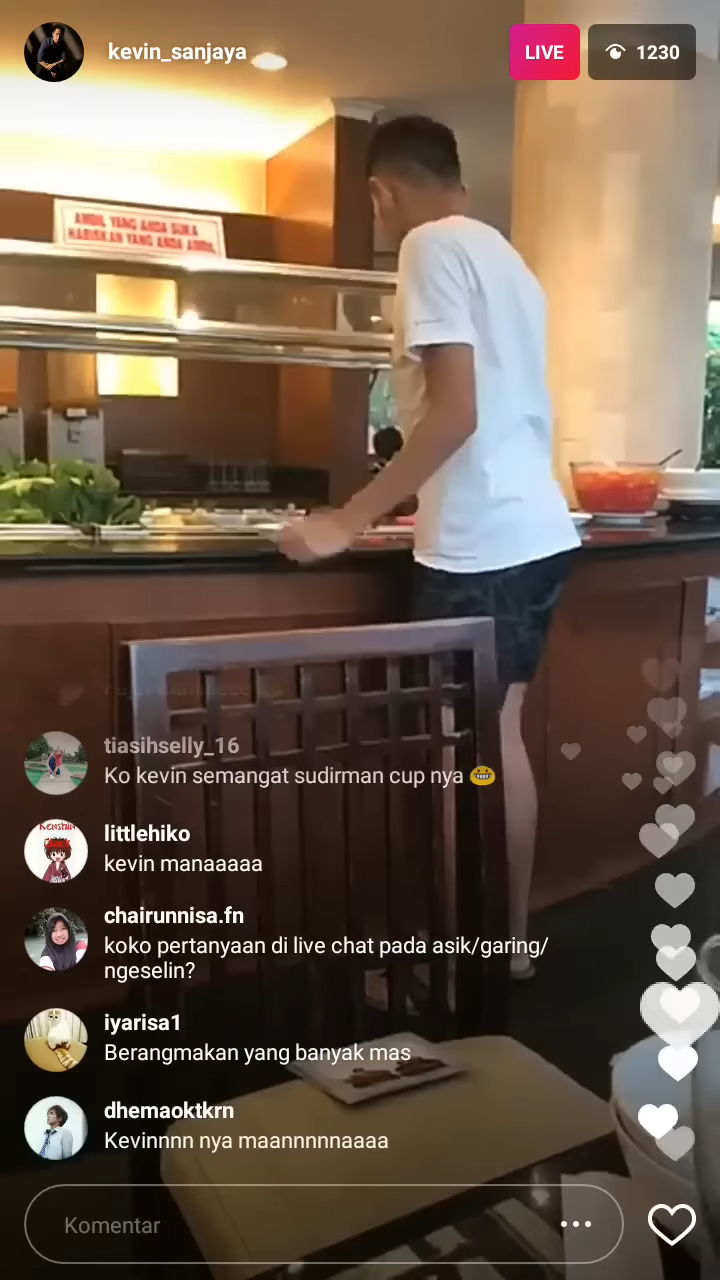 kevin_sanjaya
LIVE
1230
AMBIL YANG ANDA SUKA
HABISKAN YANG ANDA AMBIL
tiasihselly_16
Ko kevin semangat sudirman cup nya 😁
KENSHIN
littlehiko
kevin manaaaaa
chairunnisa.fn
koko pertanyaan di live chat pada asik/garing/
ngeselin?
iyarisa1
Berangmakan yang banyak mas
dhemaoktkrn
Kevinnnn nya maannnnnaaaa
Komentar